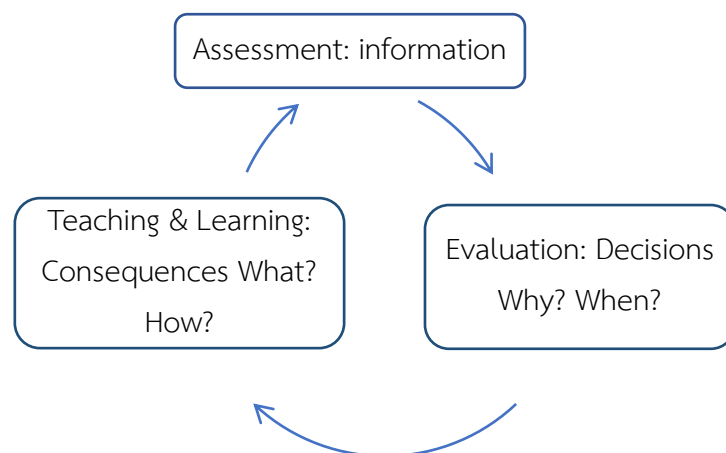 Assessment: information
Teaching & Learning:
Consequences What?
How?
Evaluation: Decisions
Why? When?